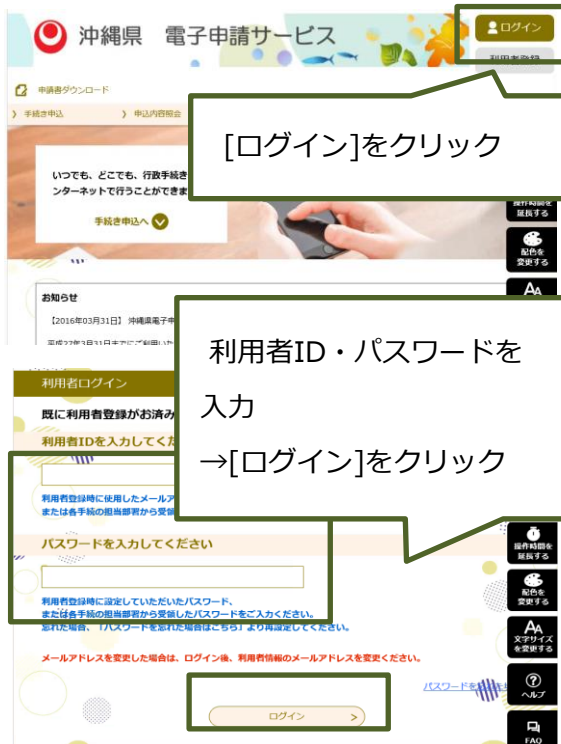 沖縄県 電子申請サービス
ログイン
利用者登録
申請書ダウンロード
手続き申込
申込内容照会
[ログイン]をクリック
いつでも、どこでも、行政手続き
ンターネットで行うことができま
手続き申込へ
操作時間を
延長する
配色を
変更する
AA
お知らせ
【2016年03月31日】 沖縄県電子申
利用者ID・パスワードを
入力
→[ログイン]をクリック
利用者ログイン
既に利用者登録がお済み
利用者IDを入力してくだ
利用者登録時に使用したメールア
または各手続の担当部署から受領
パスワードを入力してください
利用者登録時に設定していただいたパスワード、
または各手続の担当部署から受領したパスワードをご入力ください。
忘れた場合、「パスワードを忘れた場合はこちら」より再設定してください。
メールアドレスを変更した場合は、ログイン後、利用者情報のメールアドレスを変更ください。
パスワードを
ログイン
>
操作時間を
延長する
配色を
変更する
AA
文字サイズ
を変更する
?
ヘルプ
FAQ